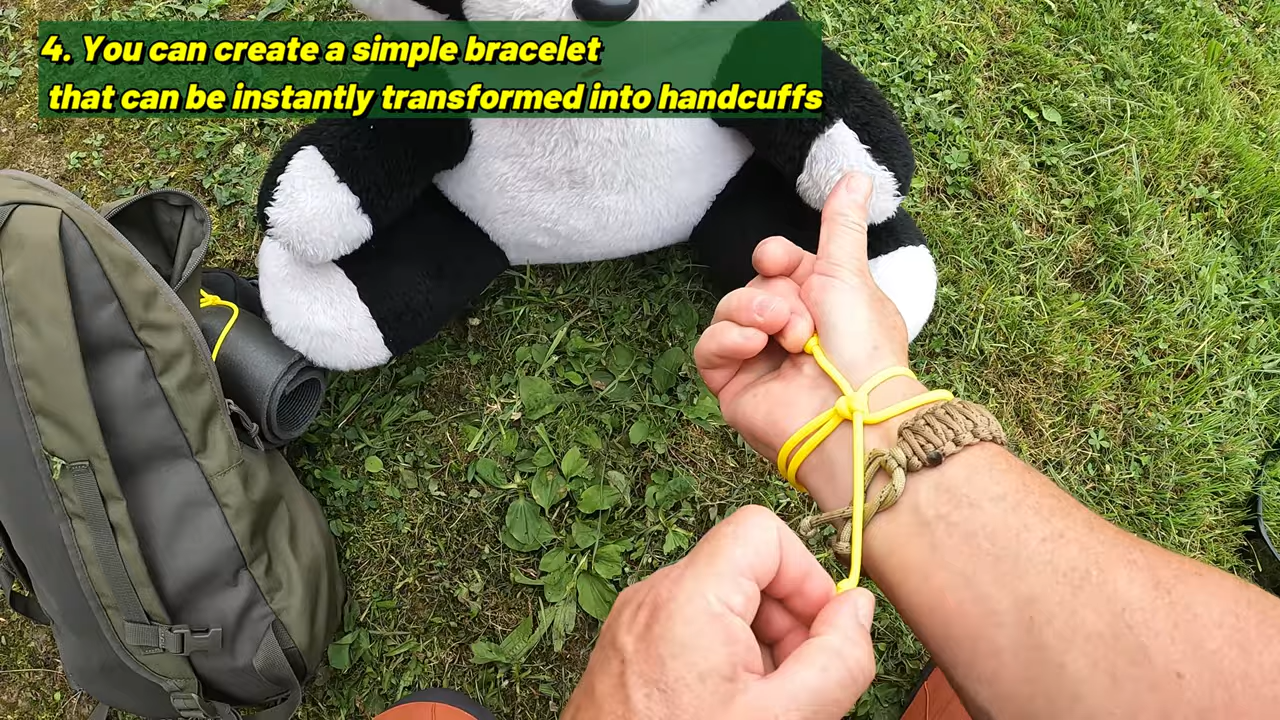 4. You can create a simple bracelet
that can be instantly transformed into handcuffs